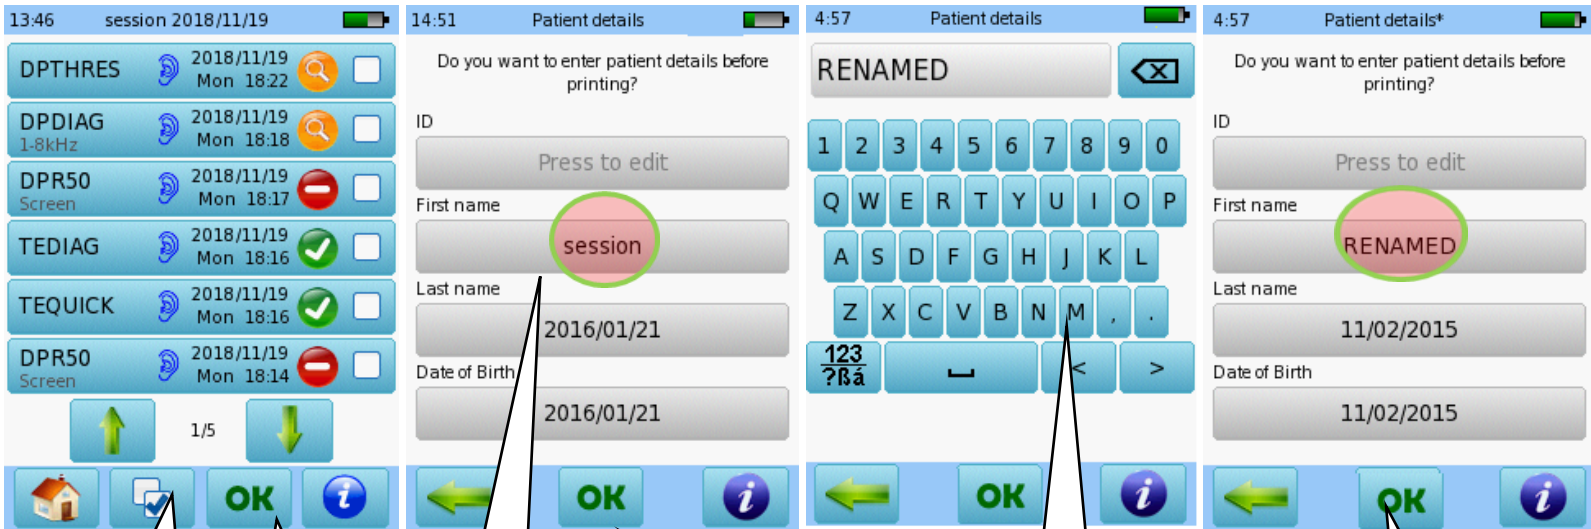 13:46 session 2018/11/19
DPTHRES 2018/11/19
Mon 18:22
DPDIAG 2018/11/19
1-8kHz Mon 18:18
DPR50 2018/11/19
Screen Mon 18:17
TEDIAG 2018/11/19
Mon 18:16
TEQUICK 2018/11/19
Mon 18:16
DPR50 2018/11/19
Screen Mon 18:14
1/5
OK i
14:51 Patient details
Do you want to enter patient details before
printing?
ID
Press to edit
First name
session
Last name
2016/01/21
Date of Birth
2016/01/21
OK i
4:57 Patient details
RENAMED
1 2 3 4 5 6 7 8 9 0
Q W E R T Y U I O P
A S D F G H J K L
Z X C V B N M , .
123
?ßá < >
OK i
4:57 Patient details*
Do you want to enter patient details before
printing?
ID
Press to edit
First name
RENAMED
Last name
11/02/2015
Date of Birth
11/02/2015
OK i